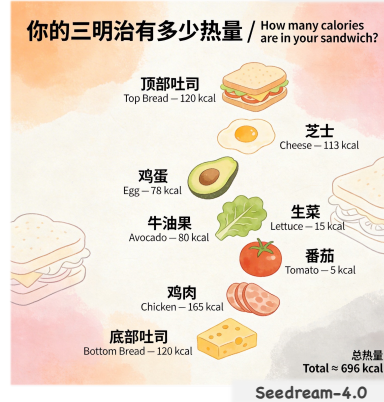 你的三明治有多少热量 / How many calories
are in your sandwich?
顶部吐司
Top Bread — 120 kcal
芝士
Cheese — 113 kcal
鸡蛋
Egg — 78 kcal
生菜
Lettuce — 15 kcal
牛油果
Avocado — 80 kcal
番茄
Tomato — 5 kcal
鸡肉
Chicken — 165 kcal
底部吐司
Bottom Bread — 120 kcal
总热量
Total ≈ 696 kcal
Seedream-4.0